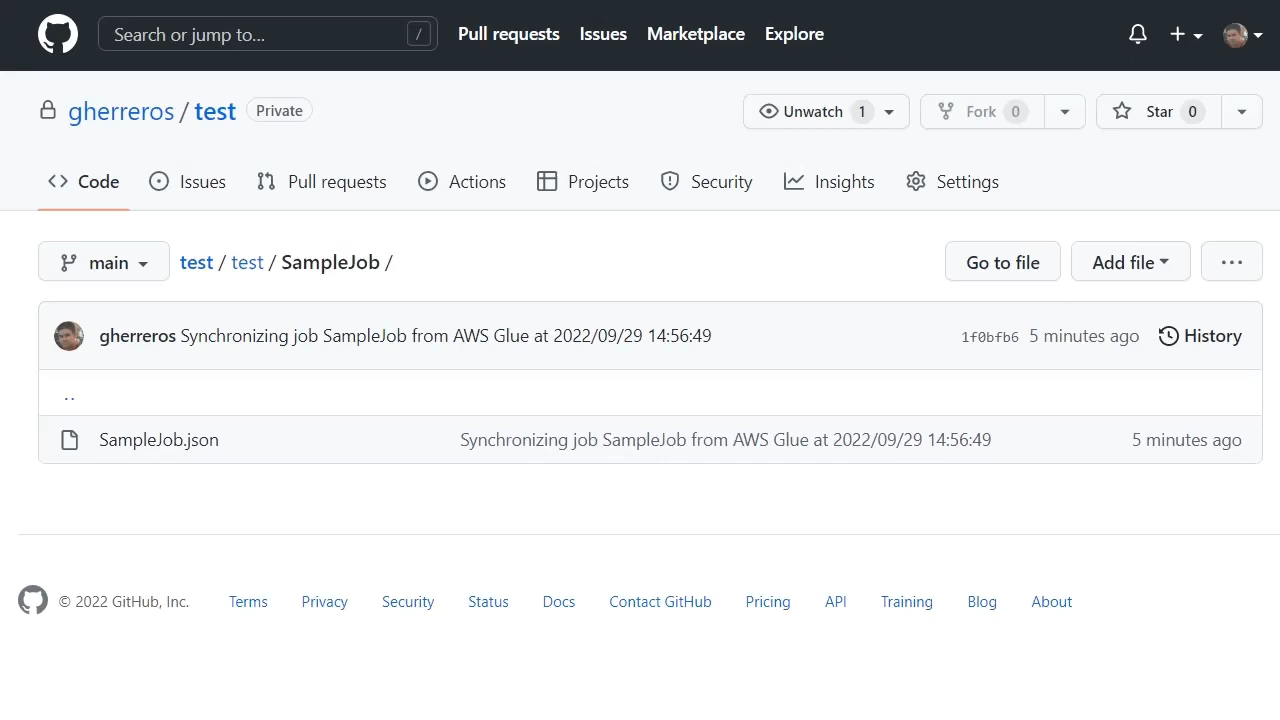 Search or jump to... / Pull requests Issues Marketplace Explore
gherreros / test Private Unwatch 1 Fork 0 Star 0
Code Issues Pull requests Actions Projects Security Insights Settings
main test / test / SampleJob / Go to file Add file ...
gherreros Synchronizing job SampleJob from AWS Glue at 2022/09/29 14:56:49 1f0bfb6 5 minutes ago History
..
SampleJob.json Synchronizing job SampleJob from AWS Glue at 2022/09/29 14:56:49 5 minutes ago
© 2022 GitHub, Inc. Terms Privacy Security Status Docs Contact GitHub Pricing API Training Blog About